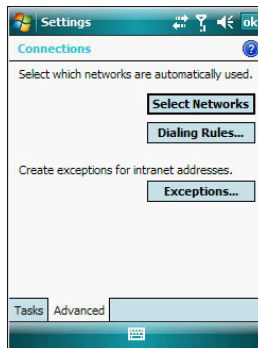 Settings
ok
Connections
?
Select which networks are automatically used.
Select Networks
Dialing Rules...
Create exceptions for intranet addresses.
Exceptions...
Tasks Advanced